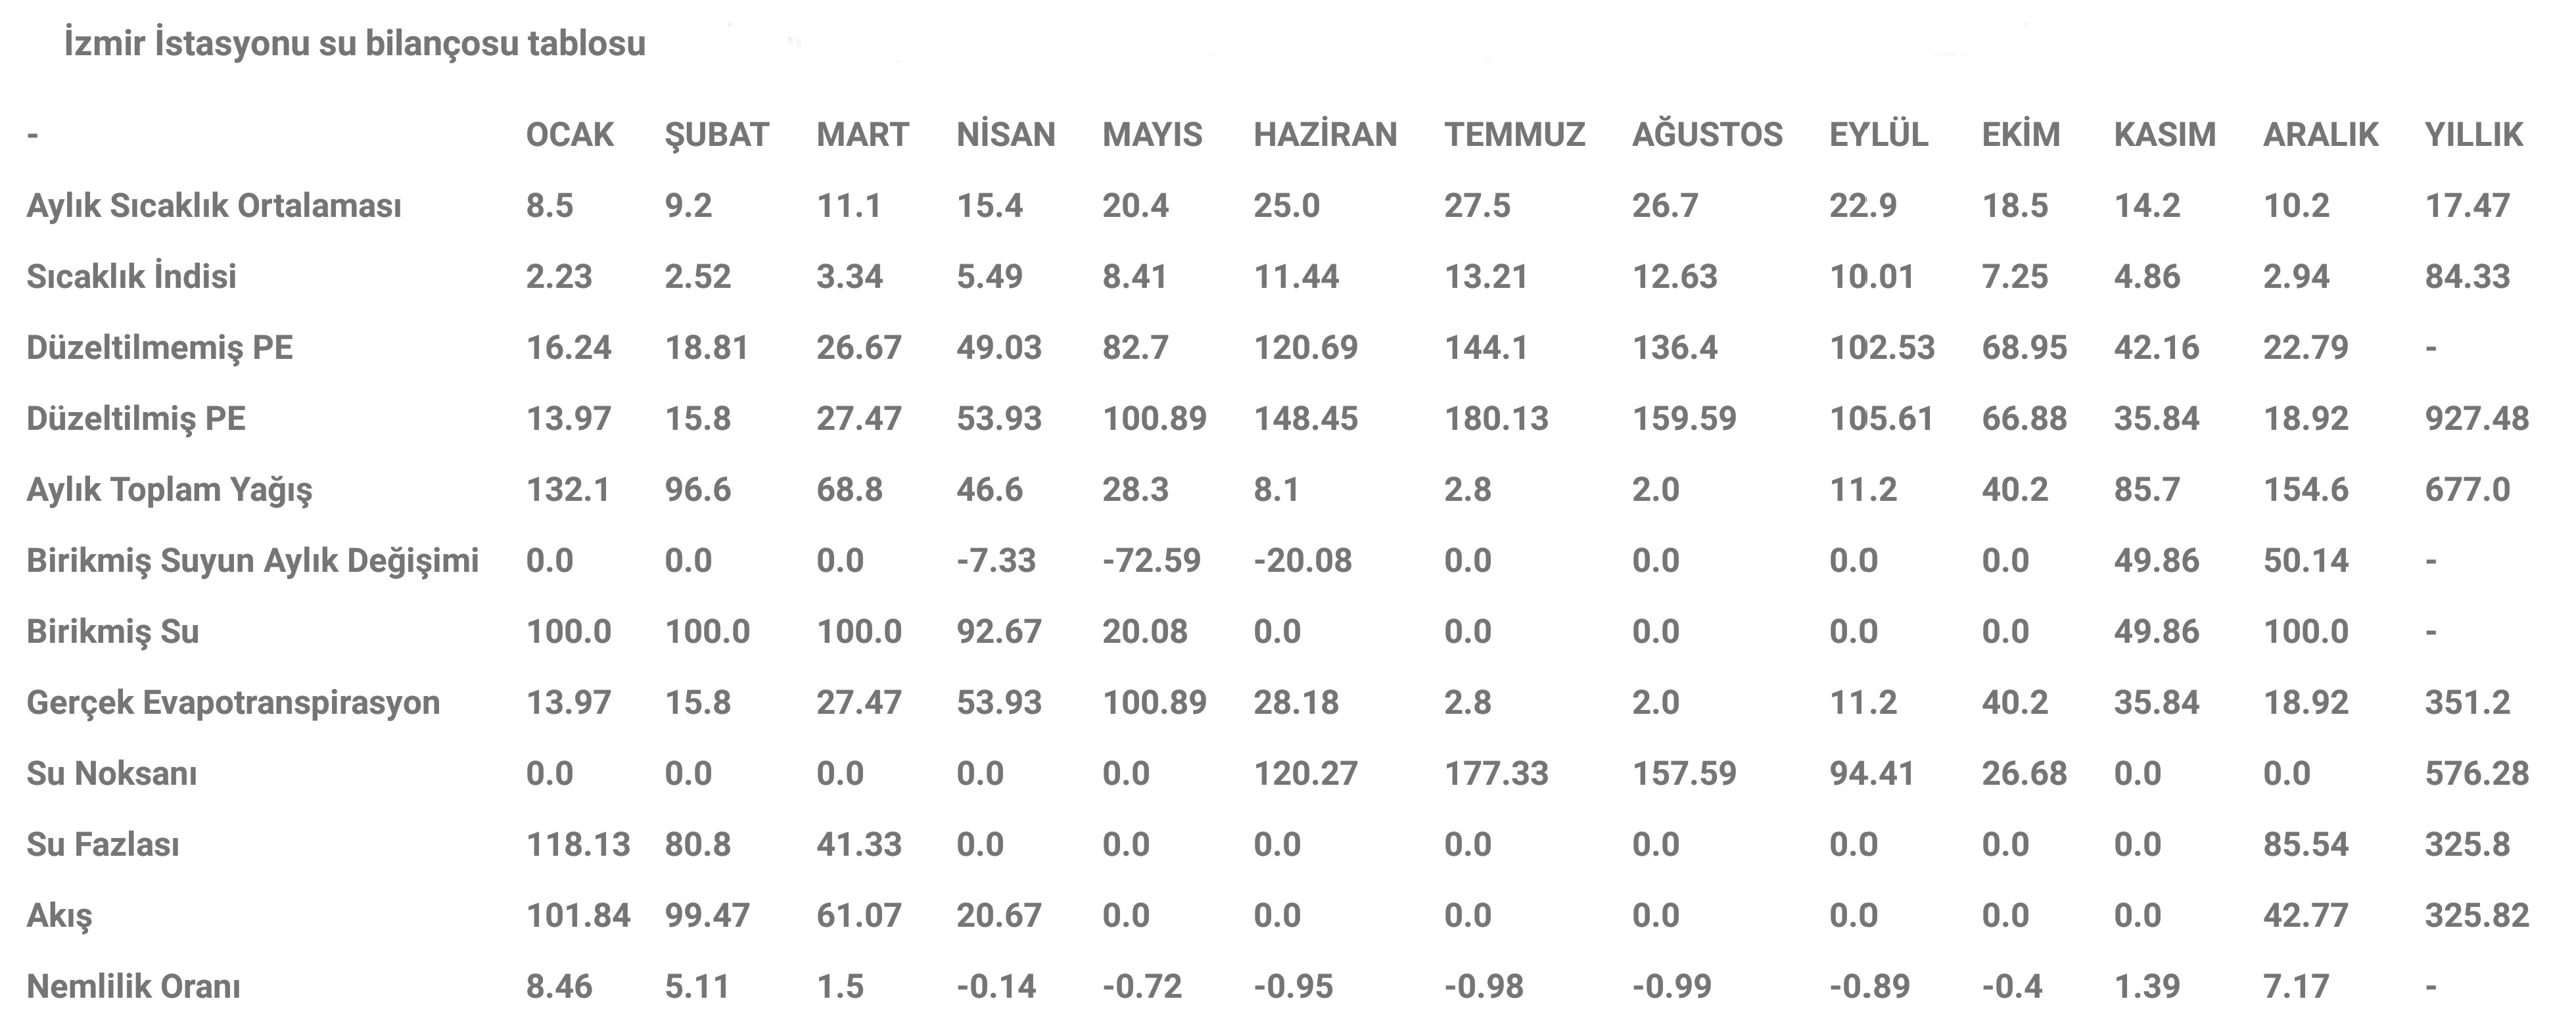 İzmir İstasyonu su bilançosu tablosu
- OCAK ŞUBAT MART NİSAN MAYIS HAZİRAN TEMMUZ AĞUSTOS EYLÜL EKİM KASIM ARALIK YILLIK
Aylık Sıcaklık Ortalaması 8.5 9.2 11.1 15.4 20.4 25.0 27.5 26.7 22.9 18.5 14.2 10.2 17.47
Sıcaklık İndisi 2.23 2.52 3.34 5.49 8.41 11.44 13.21 12.63 10.01 7.25 4.86 2.94 84.33
Düzeltilmemiş PE 16.24 18.81 26.67 49.03 82.7 120.69 144.1 136.4 102.53 68.95 42.16 22.79 -
Düzeltilmiş PE 13.97 15.8 27.47 53.93 100.89 148.45 180.13 159.59 105.61 66.88 35.84 18.92 927.48
Aylık Toplam Yağış 132.1 96.6 68.8 46.6 28.3 8.1 2.8 2.0 11.2 40.2 85.7 154.6 677.0
Birikmiş Suyun Aylık Değişimi 0.0 0.0 0.0 -7.33 -72.59 -20.08 0.0 0.0 0.0 0.0 49.86 50.14 -
Birikmiş Su 100.0 100.0 100.0 92.67 20.08 0.0 0.0 0.0 0.0 0.0 49.86 100.0 -
Gerçek Evapotranspirasyon 13.97 15.8 27.47 53.93 100.89 28.18 2.8 2.0 11.2 40.2 35.84 18.92 351.2
Su Noksanı 0.0 0.0 0.0 0.0 0.0 120.27 177.33 157.59 94.41 26.68 0.0 0.0 576.28
Su Fazlası 118.13 80.8 41.33 0.0 0.0 0.0 0.0 0.0 0.0 0.0 0.0 85.54 325.8
Akış 101.84 99.47 61.07 20.67 0.0 0.0 0.0 0.0 0.0 0.0 0.0 42.77 325.82
Nemlilik Oranı 8.46 5.11 1.5 -0.14 -0.72 -0.95 -0.98 -0.99 -0.89 -0.4 1.39 7.17 -